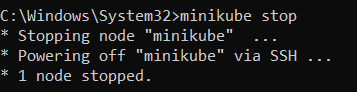 C:\Windows\System32>minikube stop
* Stopping node "minikube"  ...
* Powering off "minikube" via SSH ...
* 1 node stopped.